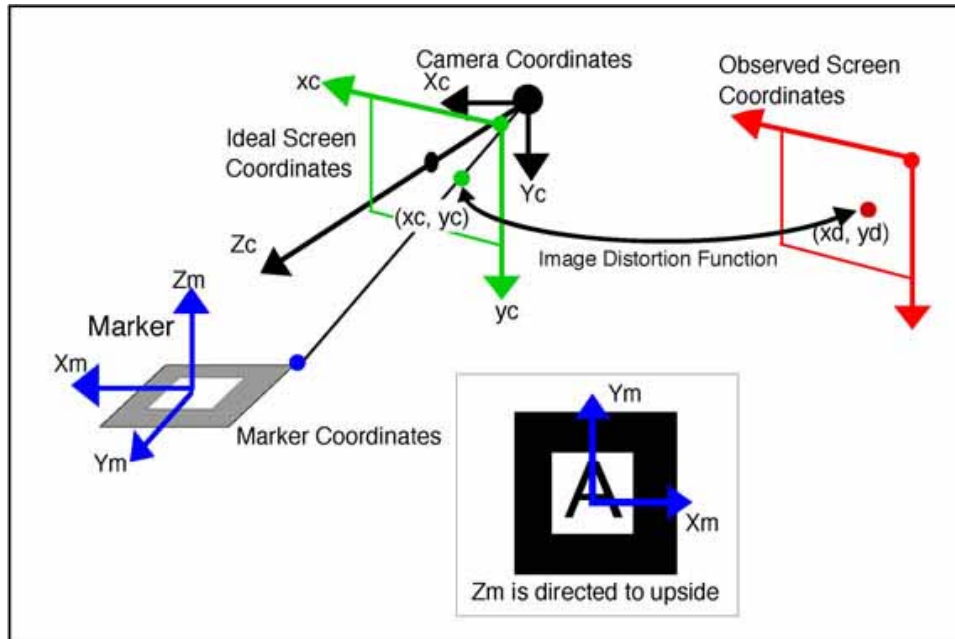 Camera Coordinates
Xc
xc
Ideal Screen
Coordinates
Yc
(xc, yc)
Zc
yc
Observed Screen
Coordinates
(xd, yd)
Image Distortion Function
Zm
Marker
Xm
Ym
Marker Coordinates
Ym
A
Xm
Zm is directed to upside